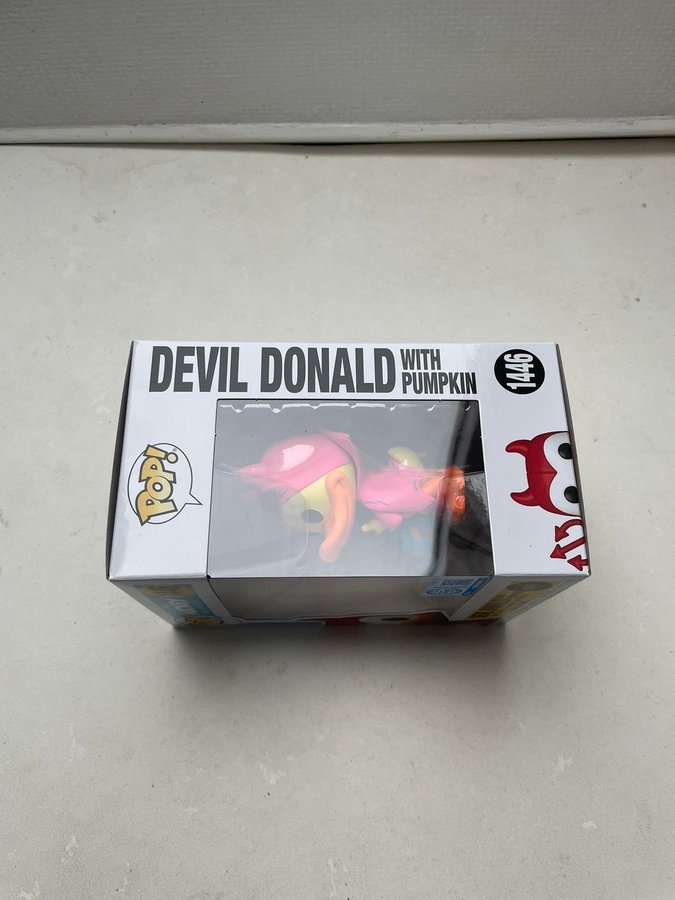 DEVIL DONALD WITH
PUMPKIN
1446
POP!